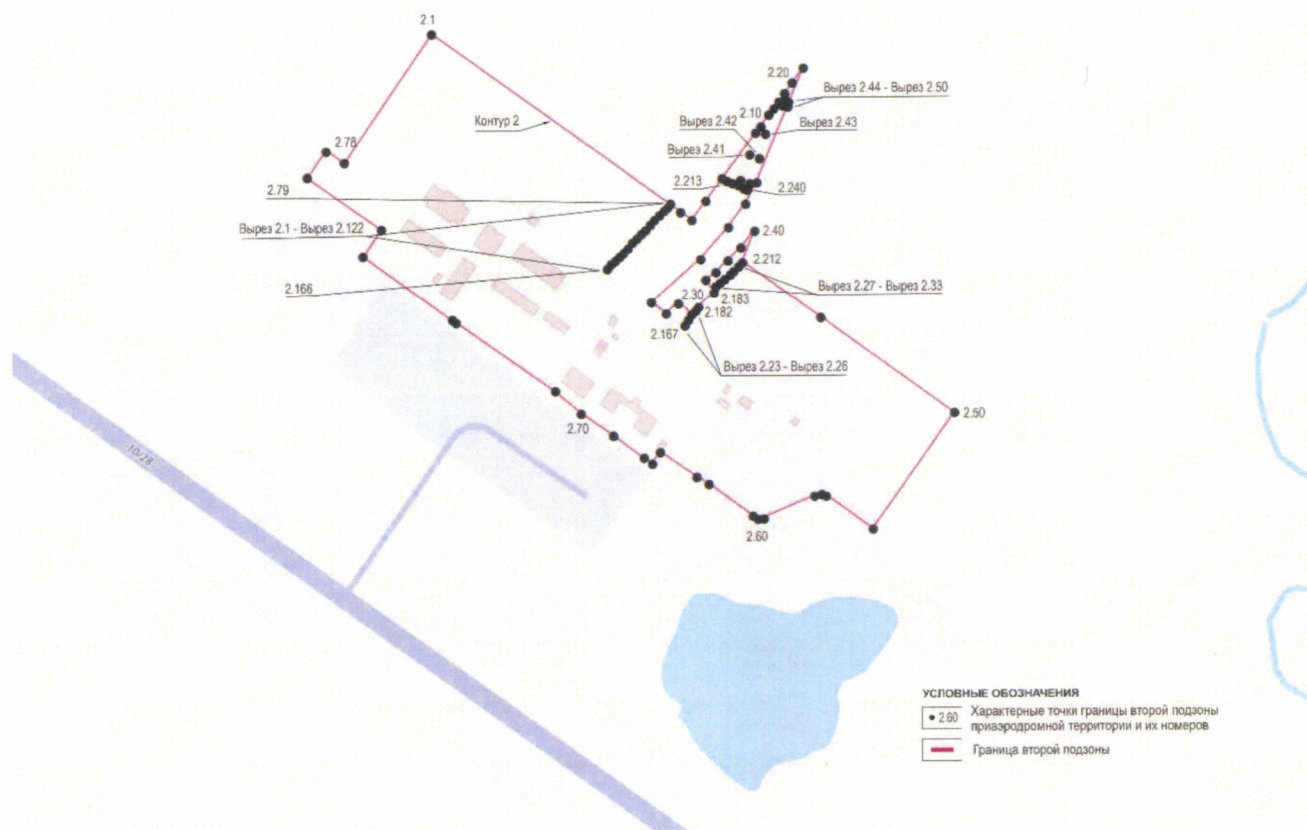 2.1
2.20
Вырез 2.44 - Вырез 2.50
2.10
Контур 2
Вырез 2.42
Вырез 2.43
2.78
Вырез 2.41
2.79
2.213
2.240
Вырез 2.1 - Вырез 2.122
2.40
2.212
2.166
2.30
2.183
Вырез 2.27 - Вырез 2.33
2.182
2.167
Вырез 2.23 - Вырез 2.26
2.50
2.70
10/28
2.60
УСЛОВНЫЕ ОБОЗНАЧЕНИЯ
2.60 Характерные точки границы второй подзоны
приаэродромной территории и их номеров
Граница второй подзоны